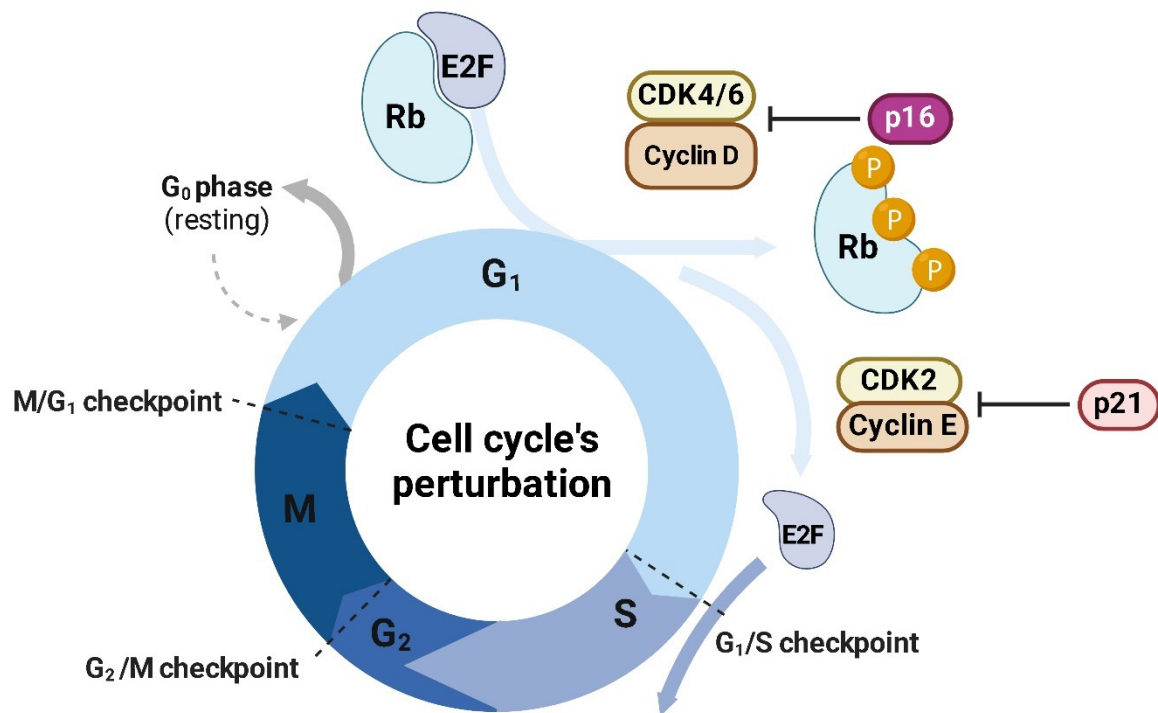 E2F
Rb
CDK4/6
Cyclin D
p16
P
P
P
Rb
G₀ phase
(resting)
G₁
CDK2
Cyclin E
p21
M/G₁ checkpoint
Cell cycle's
perturbation
M
E2F
S
G₂
G₁/S checkpoint
G₂/M checkpoint